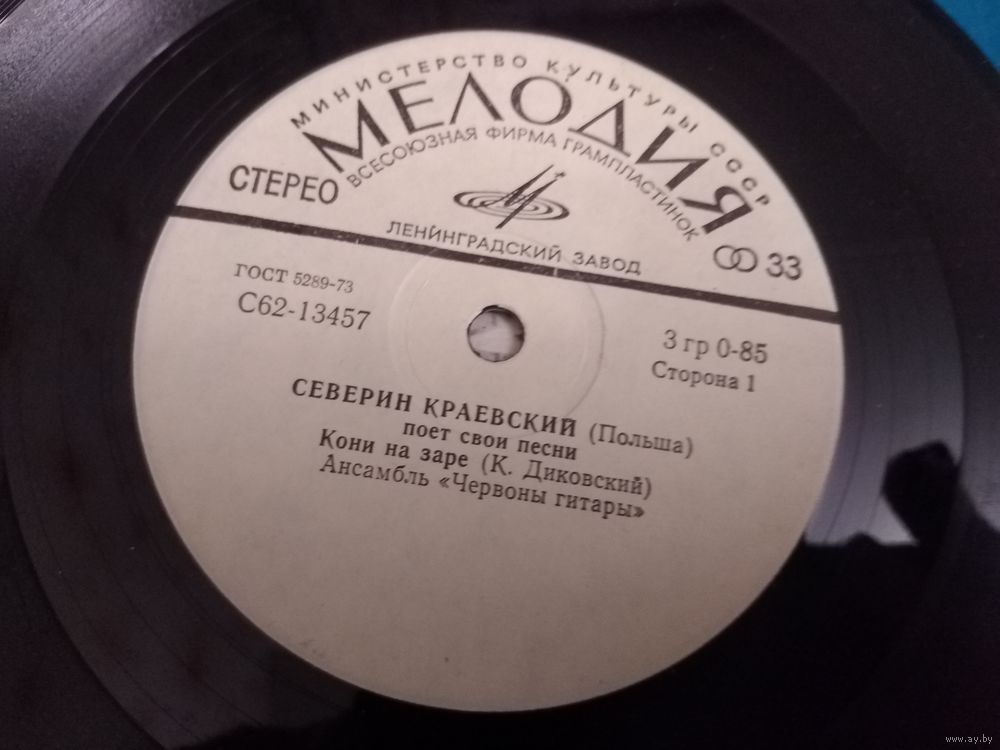 МИНИСТЕРСТВО КУЛЬТУРЫ СССР
МЕЛОДИЯ
ВСЕСОЮЗНАЯ ФИРМА ГРАМПЛАСТИНОК
СТЕРЕО
ЛЕНИНГРАДСКИЙ ЗАВОД
33
ГОСТ 5289-73
С62-13457
3 гр 0-85
Сторона 1
СЕВЕРИН КРАЕВСКИЙ (Польша)
поет свои песни
Кони на заре (К. Диковский)
Ансамбль «Червоны гитары»
www.ay.by